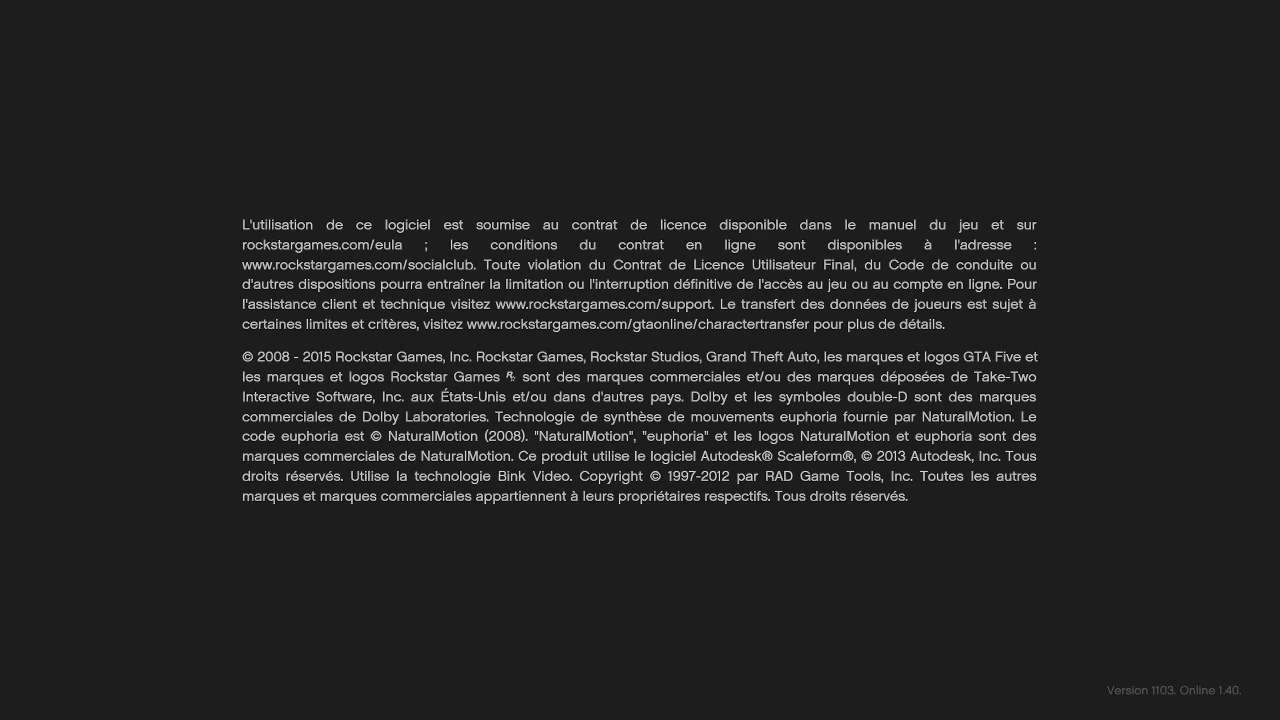 L'utilisation de ce logiciel est soumise au contrat de licence disponible dans le manuel du jeu et sur
rockstargames.com/eula ; les conditions du contrat en ligne sont disponibles à l'adresse :
www.rockstargames.com/socialclub. Toute violation du Contrat de Licence Utilisateur Final, du Code de conduite ou
d'autres dispositions pourra entraîner la limitation ou l'interruption définitive de l'accès au jeu ou au compte en ligne. Pour
l'assistance client et technique visitez www.rockstargames.com/support. Le transfert des données de joueurs est sujet à
certaines limites et critères, visitez www.rockstargames.com/gtaonline/charactertransfer pour plus de détails.
© 2008 - 2015 Rockstar Games, Inc. Rockstar Games, Rockstar Studios, Grand Theft Auto, les marques et logos GTA Five et
les marques et logos Rockstar Games R* sont des marques commerciales et/ou des marques déposées de Take-Two
Interactive Software, Inc. aux États-Unis et/ou dans d'autres pays. Dolby et les symboles double-D sont des marques
commerciales de Dolby Laboratories. Technologie de synthèse de mouvements euphoria fournie par NaturalMotion. Le
code euphoria est © NaturalMotion (2008). "NaturalMotion", "euphoria" et les logos NaturalMotion et euphoria sont des
marques commerciales de NaturalMotion. Ce produit utilise le logiciel Autodesk® Scaleform®, © 2013 Autodesk, Inc. Tous
droits réservés. Utilise la technologie Bink Video. Copyright © 1997-2012 par RAD Game Tools, Inc. Toutes les autres
marques et marques commerciales appartiennent à leurs propriétaires respectifs. Tous droits réservés.
Version 1103. Online 1.40.